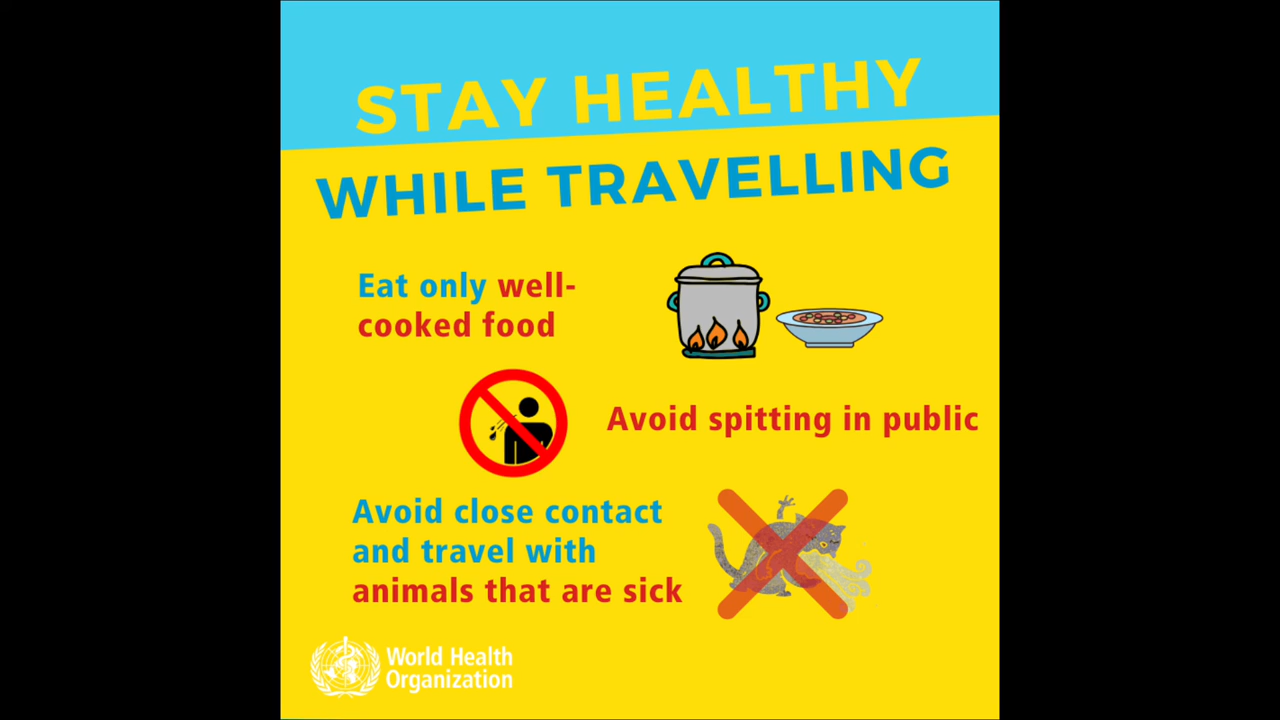 STAY HEALTHY
WHILE TRAVELLING
Eat only well-
cooked food
Avoid spitting in public
Avoid close contact
and travel with
animals that are sick
World Health
Organization